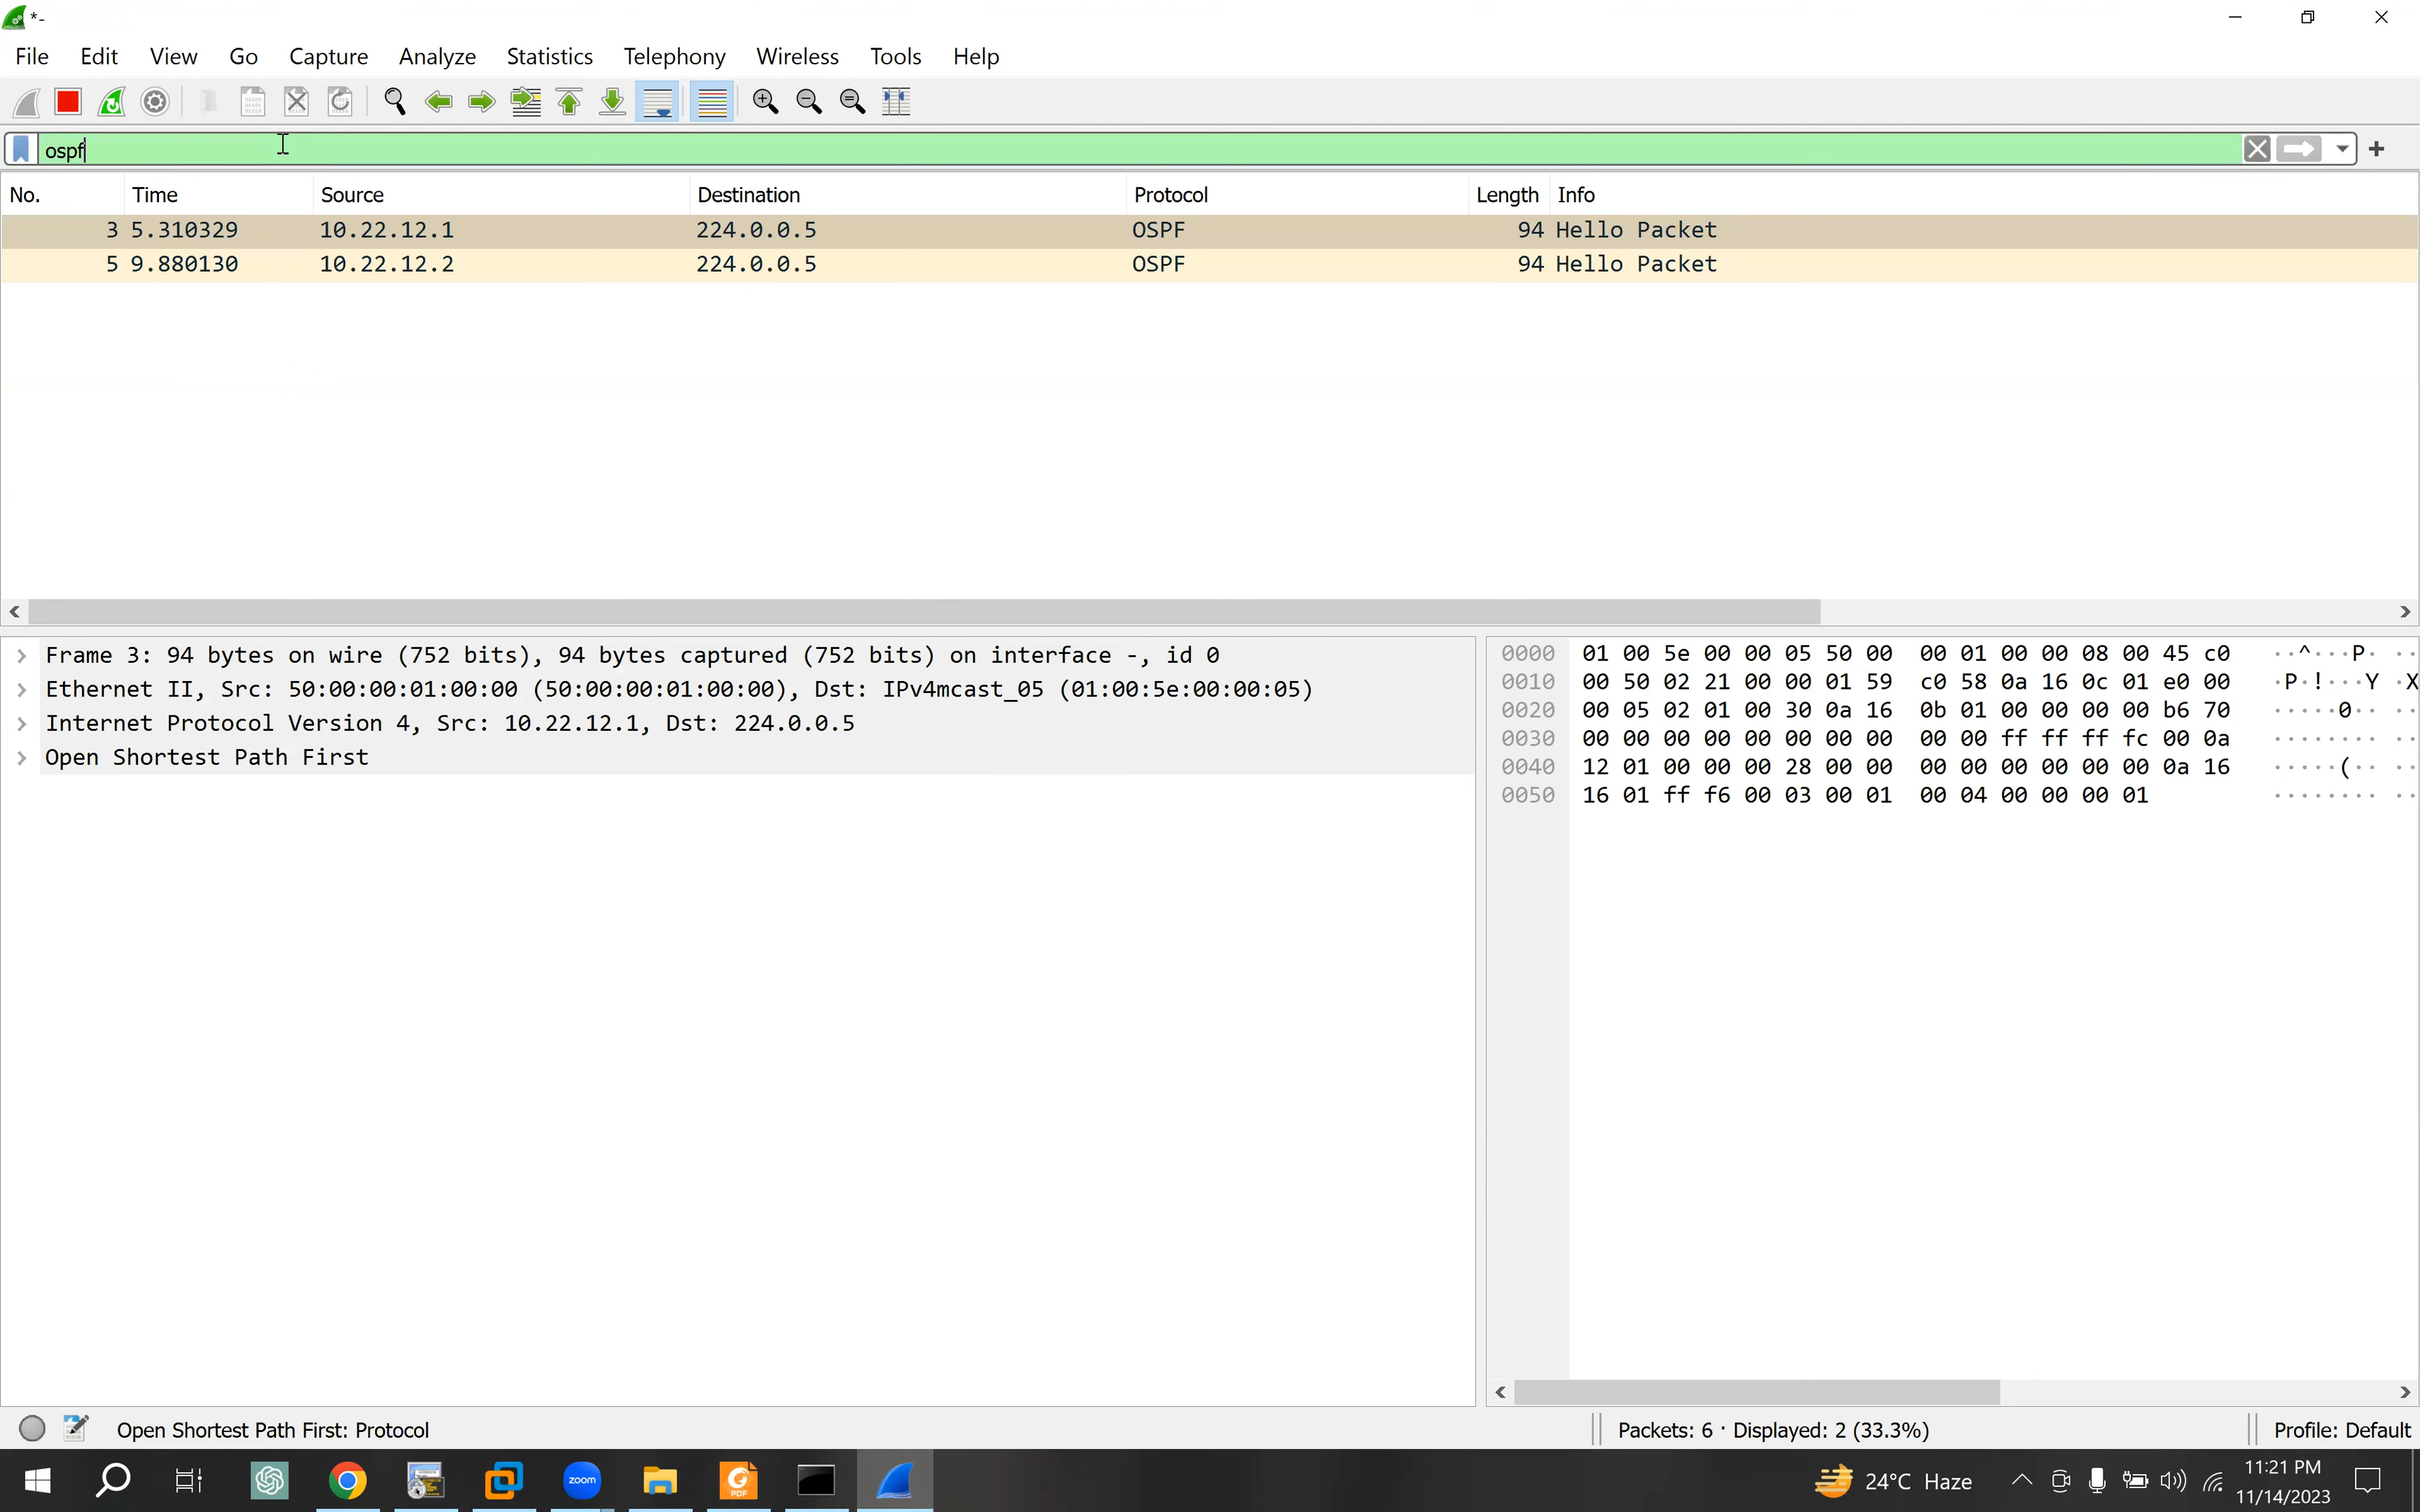 *-
File Edit View Go Capture Analyze Statistics Telephony Wireless Tools Help
ospf
No. Time Source Destination Protocol Length Info
3 5.310329 10.22.12.1 224.0.0.5 OSPF 94 Hello Packet
5 9.880130 10.22.12.2 224.0.0.5 OSPF 94 Hello Packet
Frame 3: 94 bytes on wire (752 bits), 94 bytes captured (752 bits) on interface -, id 0
Ethernet II, Src: 50:00:00:01:00:00 (50:00:00:01:00:00), Dst: IPv4mcast_05 (01:00:5e:00:00:05)
Internet Protocol Version 4, Src: 10.22.12.1, Dst: 224.0.0.5
Open Shortest Path First
0000 01 00 5e 00 00 05 50 00 00 01 00 00 08 00 45 c0 ··^···P· ··
0010 00 50 02 21 00 00 01 59 c0 58 0a 16 0c 01 e0 00 ·P·!···Y ·X
0020 00 05 02 01 00 30 0a 16 0b 01 00 00 00 00 b6 70 ·····0·· ··
0030 00 00 00 00 00 00 00 00 00 00 ff ff ff fc 00 0a ········ ··
0040 12 01 00 00 00 28 00 00 00 00 00 00 00 00 0a 16 ·····(·· ··
0050 16 01 ff f6 00 03 00 01 00 04 00 00 00 01 ········ ··
Open Shortest Path First: Protocol
Packets: 6 · Displayed: 2 (33.3%)
Profile: Default
zoom
PDF
24°C Haze
11:21 PM
11/14/2023